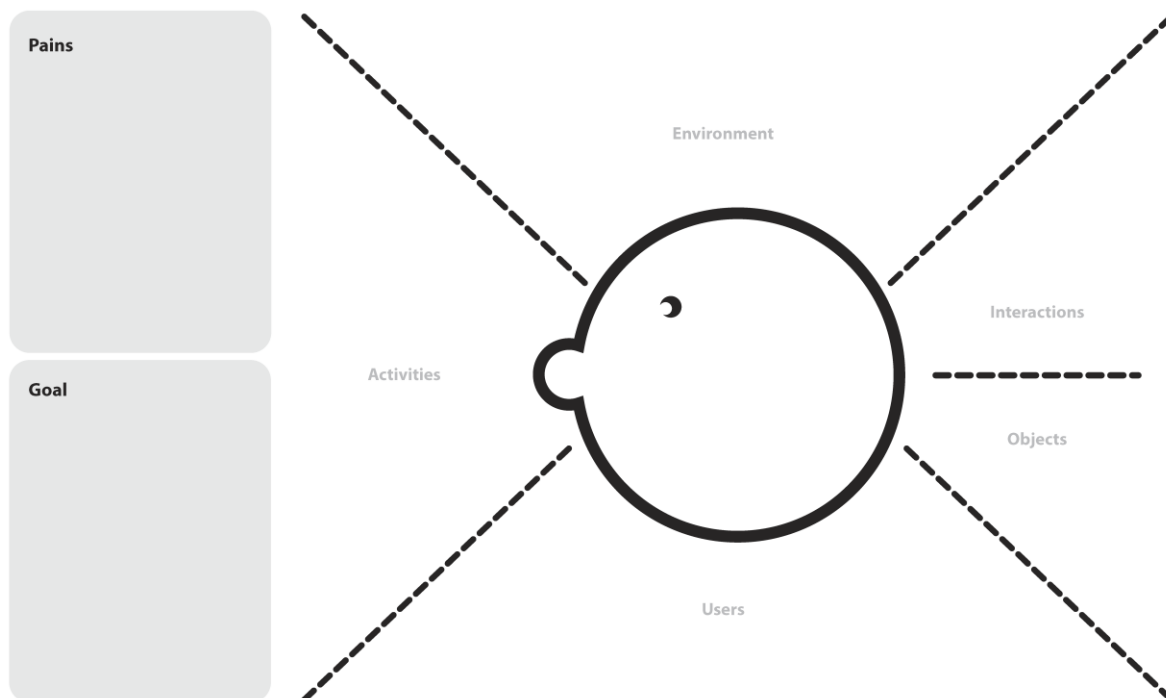 Pains
Goal
Environment
Activities
Interactions
Objects
Users